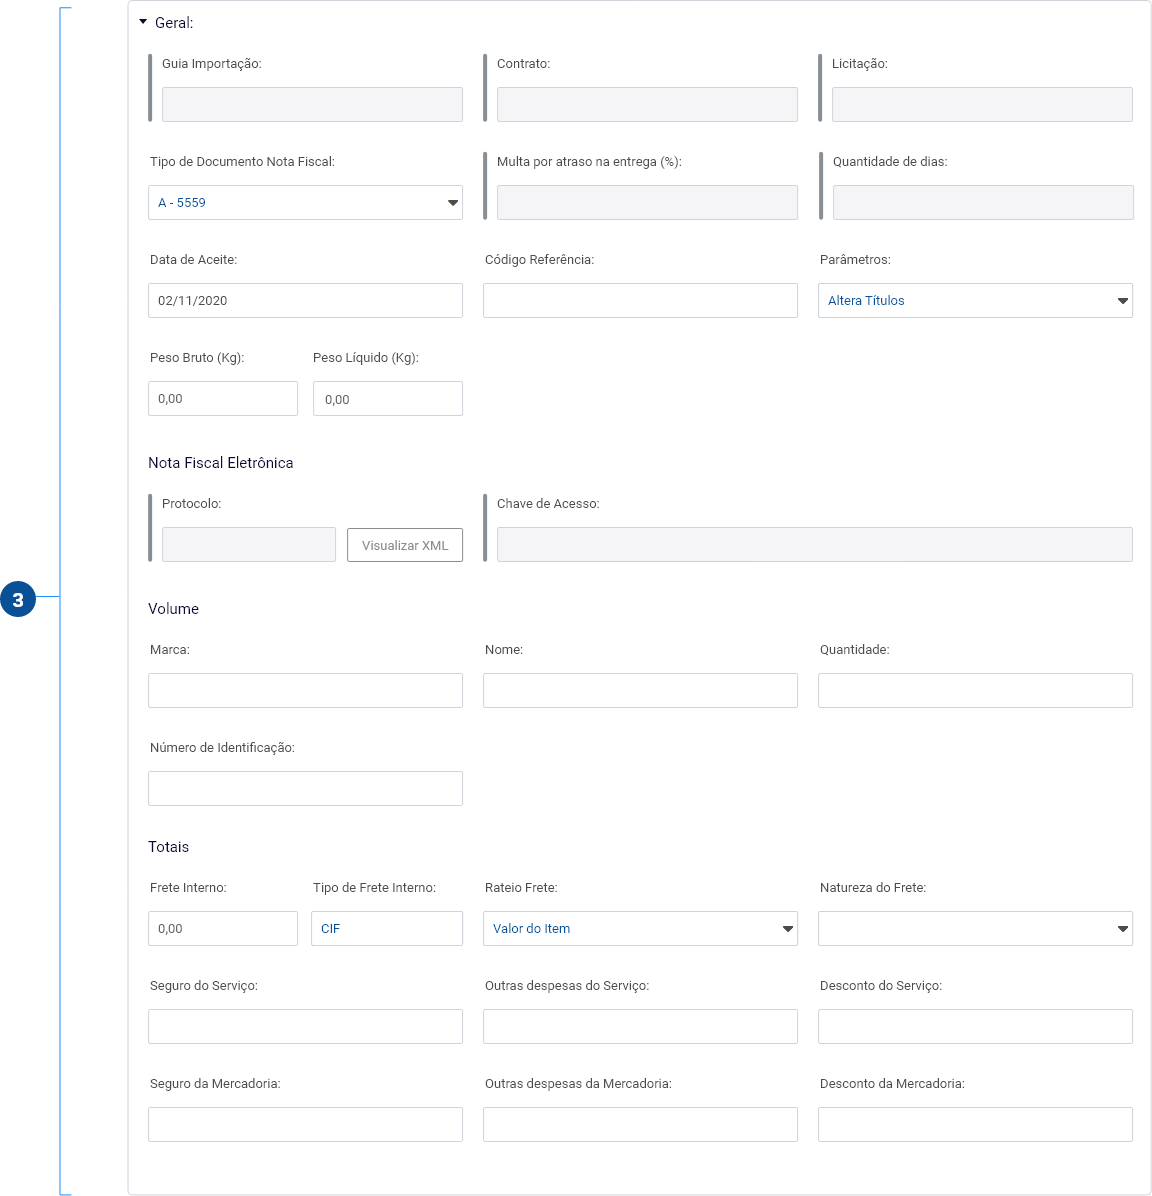 Geral:
Guia Importação: Contrato: Licitação:
Tipo de Documento Nota Fiscal: Multa por atraso na entrega (%): Quantidade de dias:
A - 5559
Data de Aceite: Código Referência: Parâmetros:
02/11/2020 Altera Títulos
Peso Bruto (Kg): Peso Líquido (Kg):
0,00 0,00
Nota Fiscal Eletrônica
Protocolo: Chave de Acesso:
Visualizar XML
3
Volume
Marca: Nome: Quantidade:
Número de Identificação:
Totais
Frete Interno: Tipo de Frete Interno: Rateio Frete: Natureza do Frete:
0,00 CIF Valor do Item
Seguro do Serviço: Outras despesas do Serviço: Desconto do Serviço:
Seguro da Mercadoria: Outras despesas da Mercadoria: Desconto da Mercadoria: